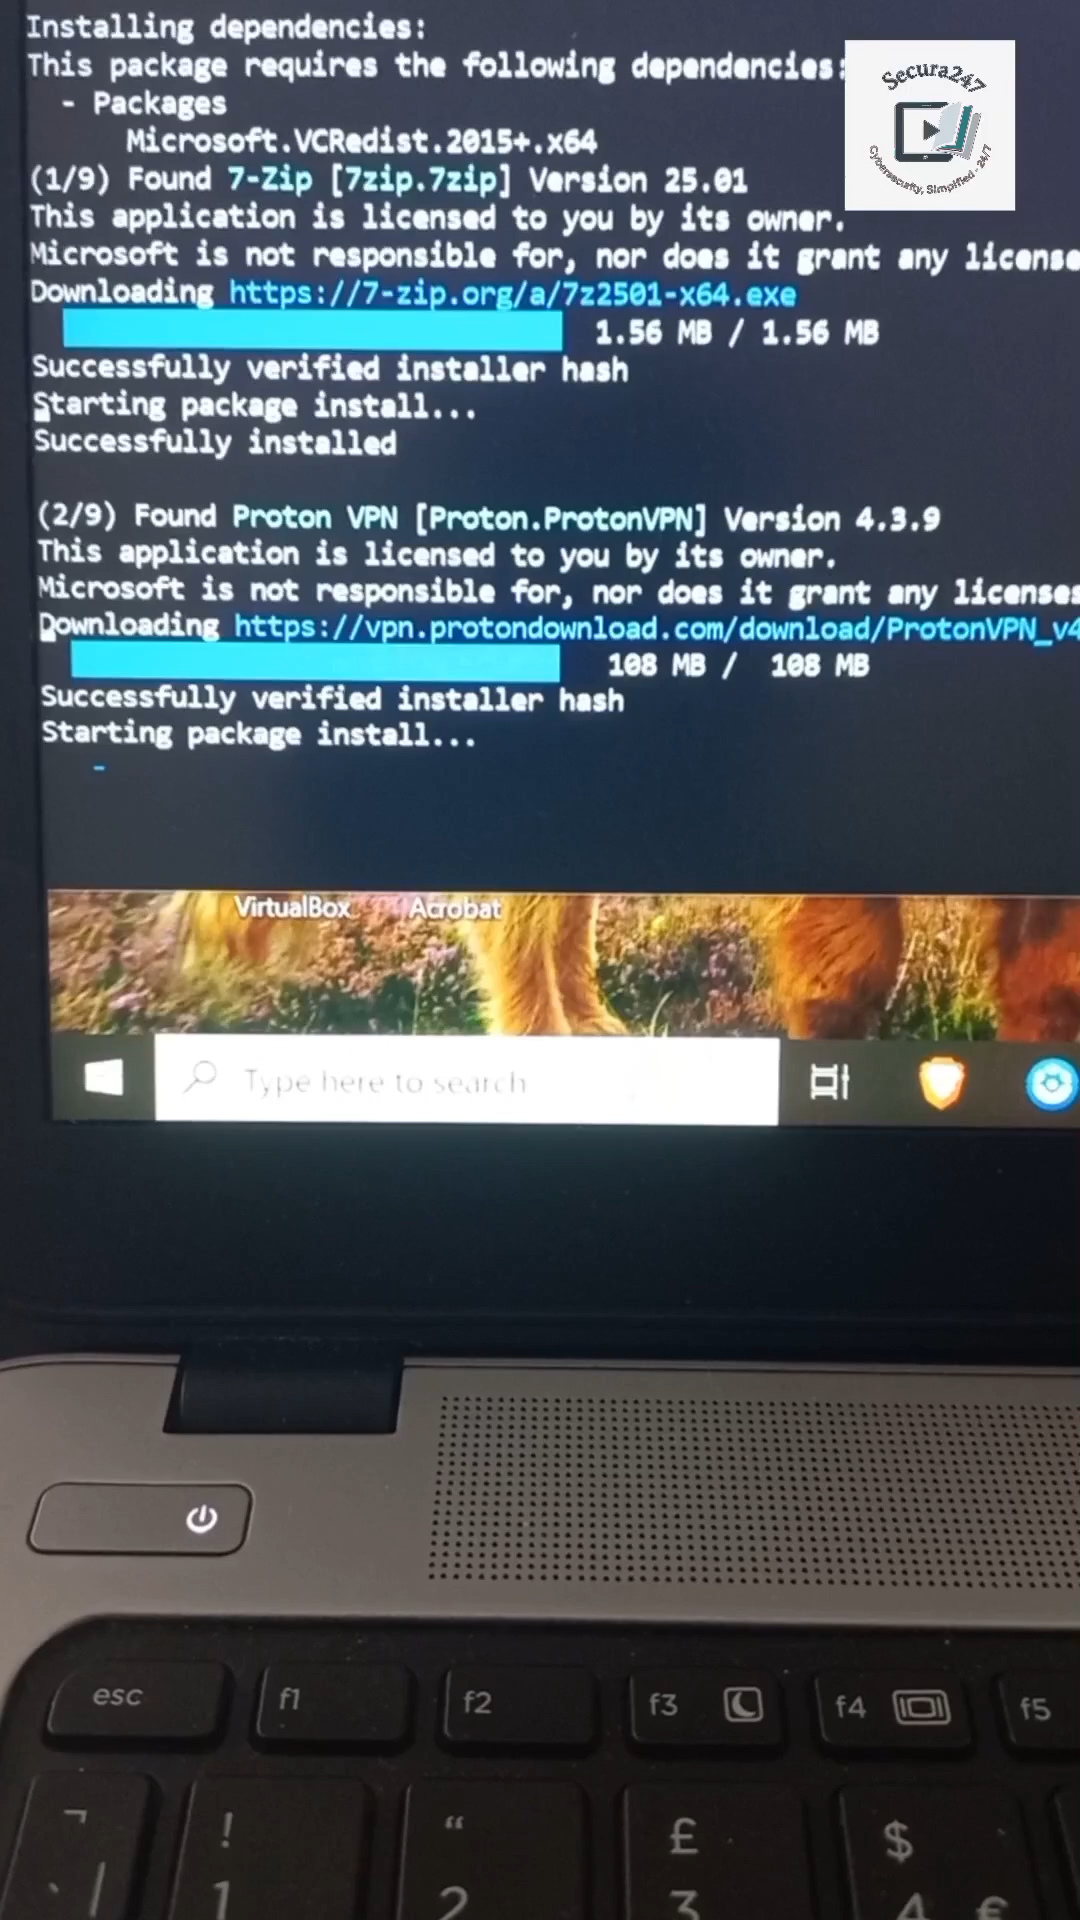 Installing dependencies:
This package requires the following dependencies:
- Packages
Microsoft.VCRedist.2015+.x64
(1/9) Found 7-Zip [7zip.7zip] Version 25.01
This application is licensed to you by its owner.
Microsoft is not responsible for, nor does it grant any license
Downloading https://7-zip.org/a/7z2501-x64.exe
1.56 MB / 1.56 MB
Successfully verified installer hash
Starting package install...
Successfully installed
(2/9) Found Proton VPN [Proton.ProtonVPN] Version 4.3.9
This application is licensed to you by its owner.
Microsoft is not responsible for, nor does it grant any licenses
Downloading https://vpn.protondownload.com/download/ProtonVPN_v4
108 MB / 108 MB
Successfully verified installer hash
Starting package install...
Secura247
Cybersecurity, Simplified - 24/7
VirtualBox Acrobat
Type here to search
esc f1 f2 f3 f4 f5
¬ ! “ £ $
` | 1 2 3 4 €